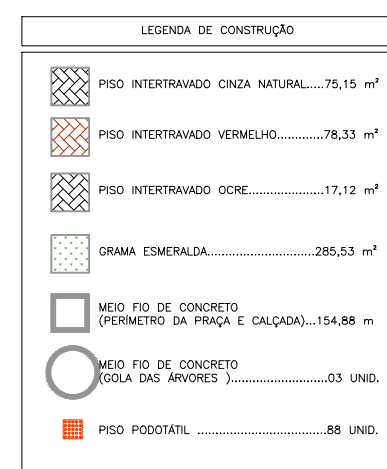 LEGENDA DE CONSTRUÇÃO
PISO INTERTRAVADO CINZA NATURAL.....75,15 m²
PISO INTERTRAVADO VERMELHO.............78,33 m²
PISO INTERTRAVADO OCRE.....................17,12 m²
GRAMA ESMERALDA..............................285,53 m²
MEIO FIO DE CONCRETO
(PERÍMETRO DA PRAÇA E CALÇADA)...154,88 m
MEIO FIO DE CONCRETO
(GOLA DAS ÁRVORES )...........................03 UNID.
PISO PODOTÁTIL ....................................88 UNID.